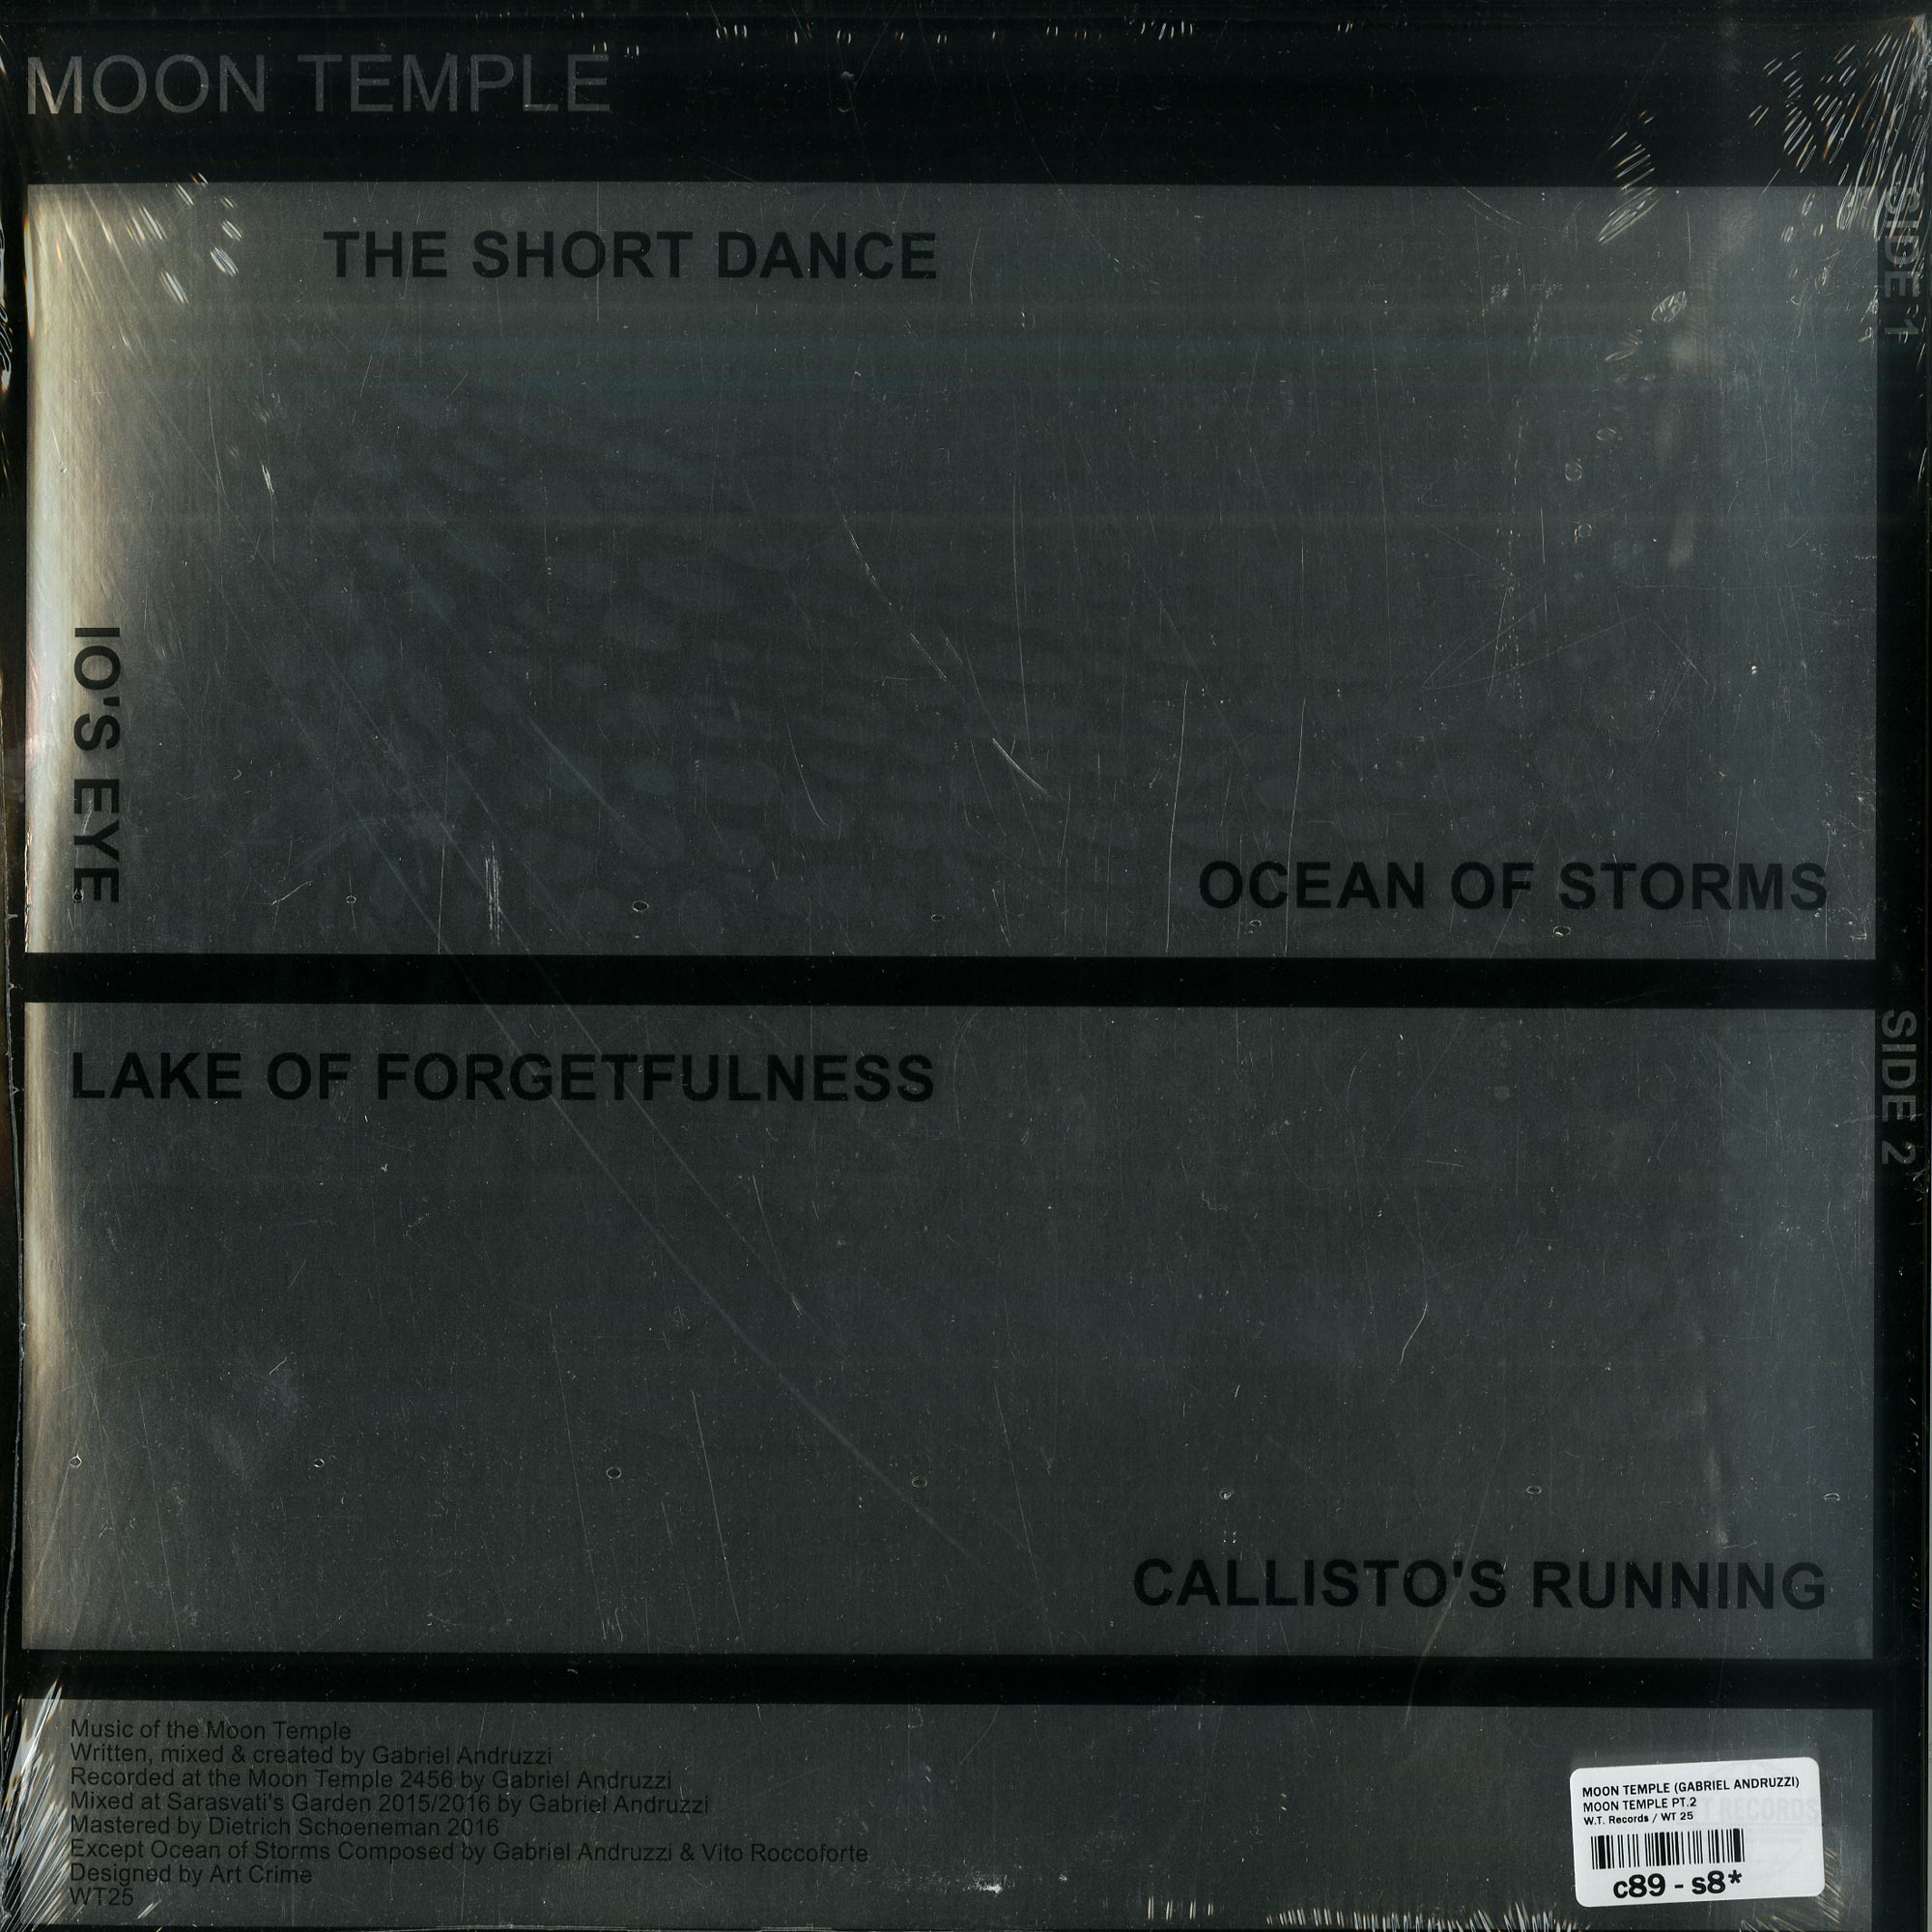 MOON TEMPLE
SIDE 1
THE SHORT DANCE
IO'S EYE
OCEAN OF STORMS
SIDE 2
LAKE OF FORGETFULNESS
CALLISTO'S RUNNING
Music of the Moon Temple
Written, mixed & created by Gabriel Andruzzi
Recorded at the Moon Temple 2456 by Gabriel Andruzzi
Mixed at Sarasvati's Garden 2015/2016 by Gabriel Andruzzi
Mastered by Dietrich Schoeneman 2016
Except Ocean of Storms Composed by Gabriel Andruzzi & Vito Roccoforte
Designed by Art Crime
WT25
MOON TEMPLE (GABRIEL ANDRUZZI)
MOON TEMPLE PT.2
W.T. Records / WT 25
RECORDS
c89 - s8*